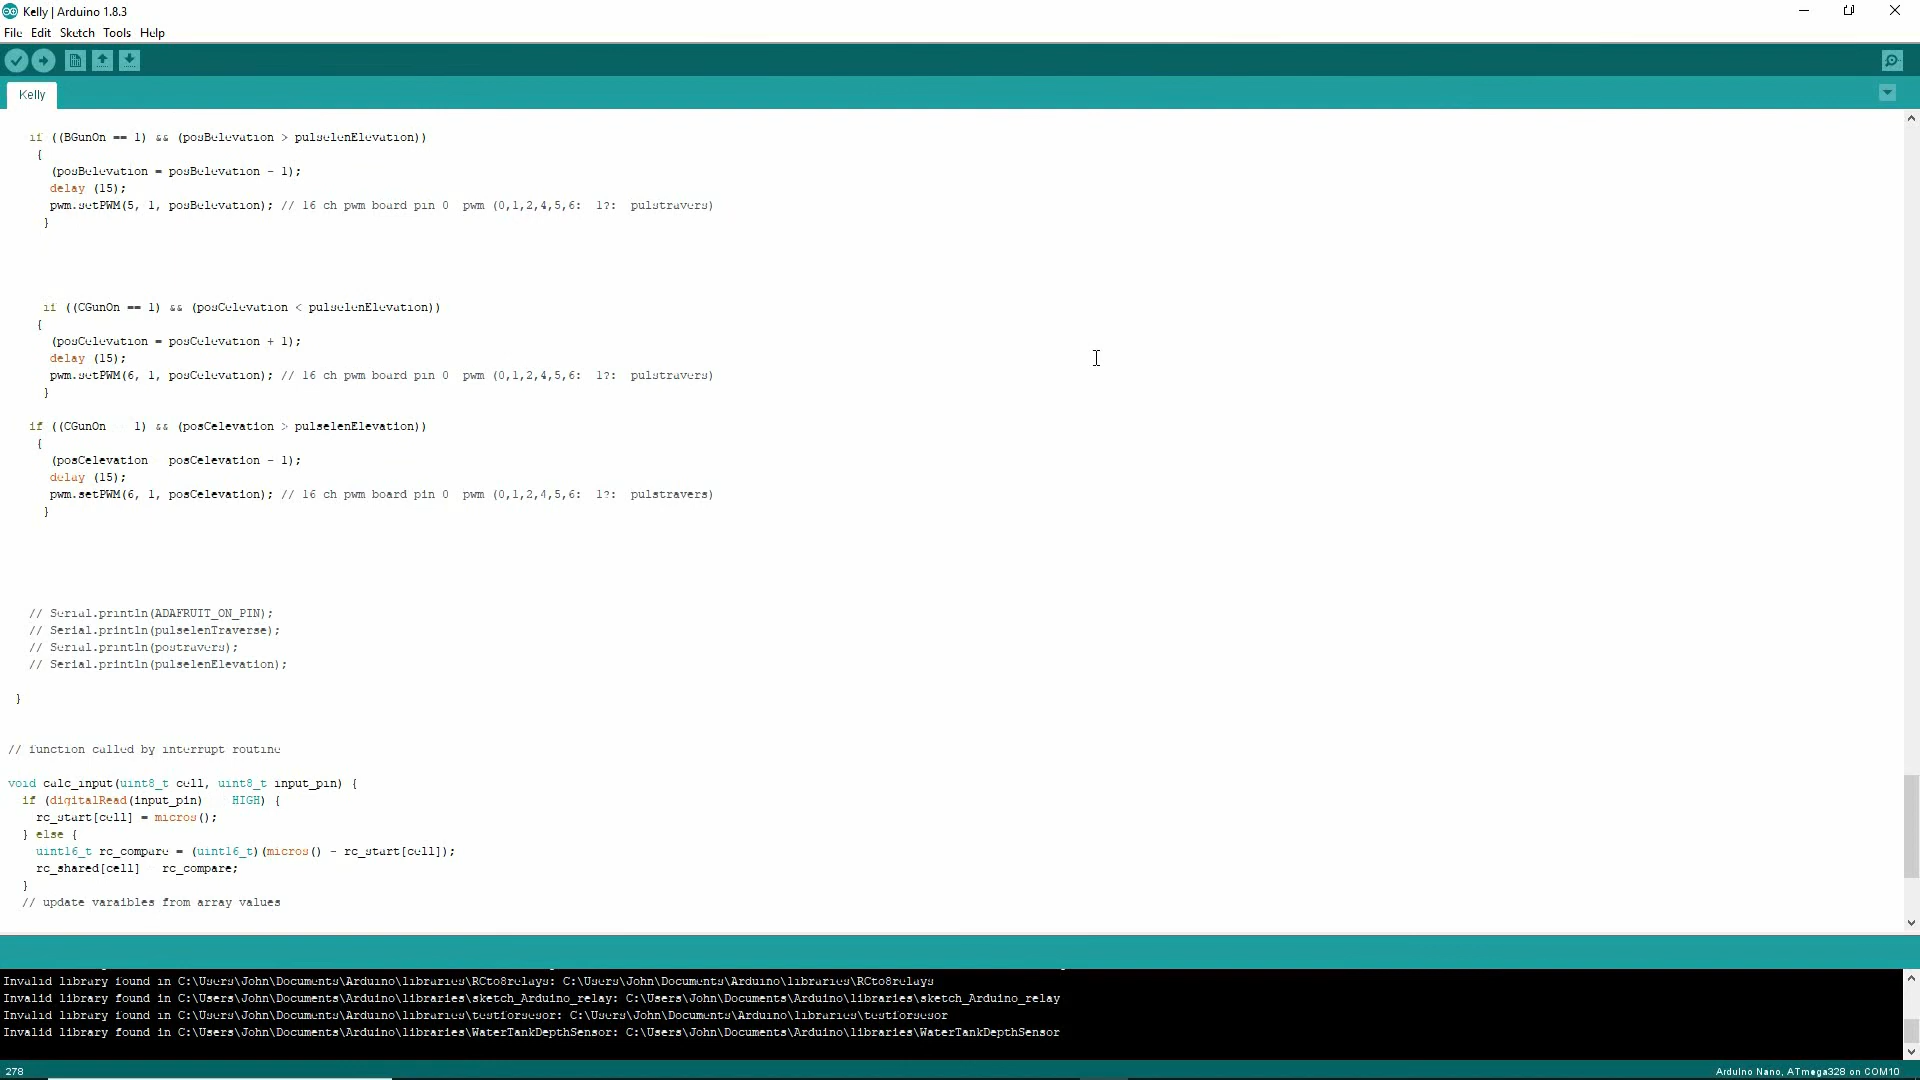 Kelly | Arduino 1.8.3
File Edit Sketch Tools Help
Kelly
if ((BGunOn == 1) && (posBelevation > pulselenElevation))
{
(posBelevation = posBelevation - 1);
delay (15);
pwm.setPWM(5, 1, posBelevation); // 16 ch pwm board pin 0  pwm (0,1,2,4,5,6:  1?:  pulstravers)
}
if ((CGunOn == 1) && (posCelevation < pulselenElevation))
{
(posCelevation = posCelevation + 1);
delay (15);
pwm.setPWM(6, 1, posCelevation); // 16 ch pwm board pin 0  pwm (0,1,2,4,5,6:  1?:  pulstravers)
}
if ((CGunOn    1) && (posCelevation > pulselenElevation))
{
(posCelevation   posCelevation - 1);
delay (15);
pwm.setPWM(6, 1, posCelevation); // 16 ch pwm board pin 0  pwm (0,1,2,4,5,6:  1?:  pulstravers)
}
// Serial.println(ADAFRUIT_ON_PIN);
// Serial.println(pulselenTraverse);
// Serial.println(postravers);
// Serial.println(pulselenElevation);
}
// function called by interrupt routine
void calc_input(uint8_t cell, uint8_t input_pin) {
if (digitalRead(input_pin)    HIGH) {
rc_start[cell] = micros();
} else {
uint16_t rc_compare = (uint16_t)(micros() - rc_start[cell]);
rc_shared[cell]   rc_compare;
}
// update varaibles from array values
Invalid library found in C:\Users\John\Documents\Arduino\libraries\RCto8relays: C:\Users\John\Documents\Arduino\libraries\RCto8relays
Invalid library found in C:\Users\John\Documents\Arduino\libraries\sketch_Arduino_relay: C:\Users\John\Documents\Arduino\libraries\sketch_Arduino_relay
Invalid library found in C:\Users\John\Documents\Arduino\libraries\testforsesor: C:\Users\John\Documents\Arduino\libraries\testforsesor
Invalid library found in C:\Users\John\Documents\Arduino\libraries\WaterTankDepthSensor: C:\Users\John\Documents\Arduino\libraries\WaterTankDepthSensor
278
Arduino Nano, ATmega328 on COM10